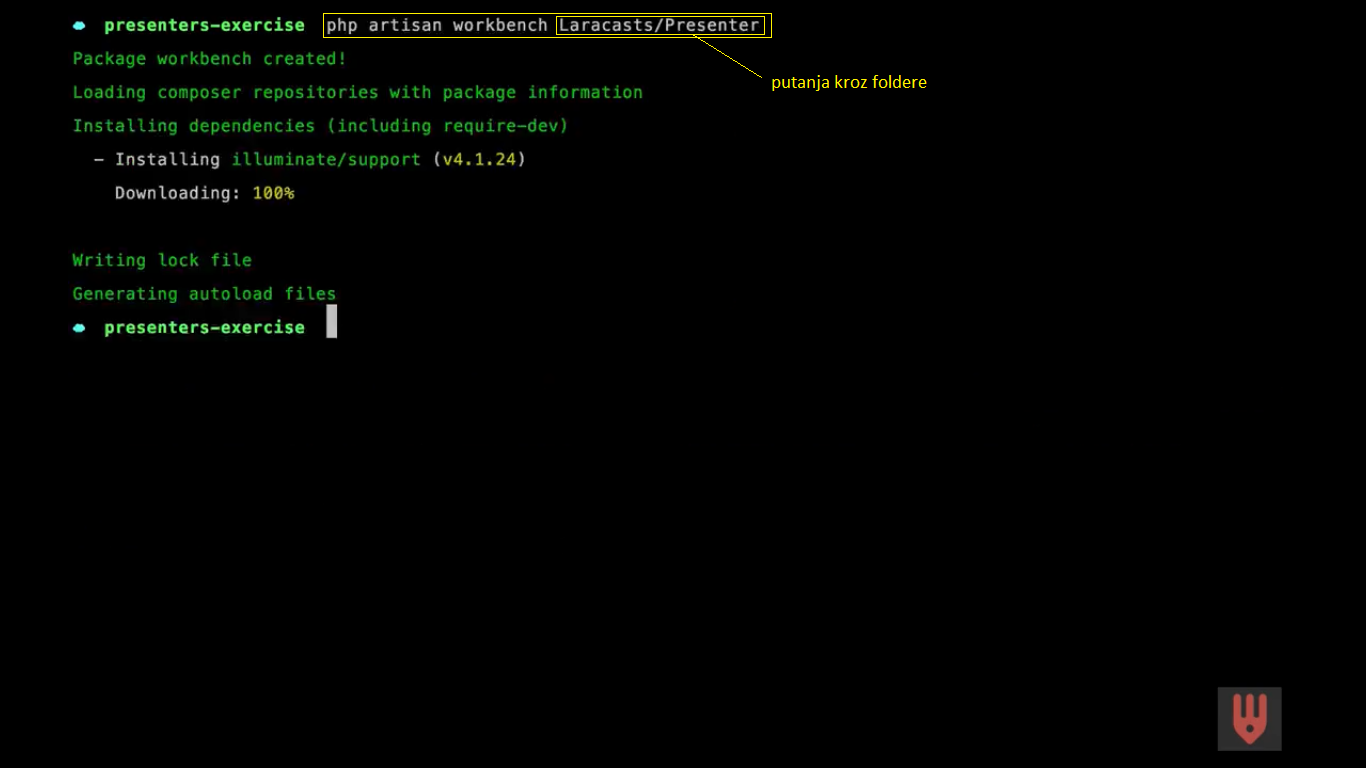 presenters-exercise php artisan workbench Laracasts/Presenter
Package workbench created!
putanja kroz foldere
Loading composer repositories with package information
Installing dependencies (including require-dev)
– Installing illuminate/support (v4.1.24)
Downloading: 100%
Writing lock file
Generating autoload files
presenters-exercise